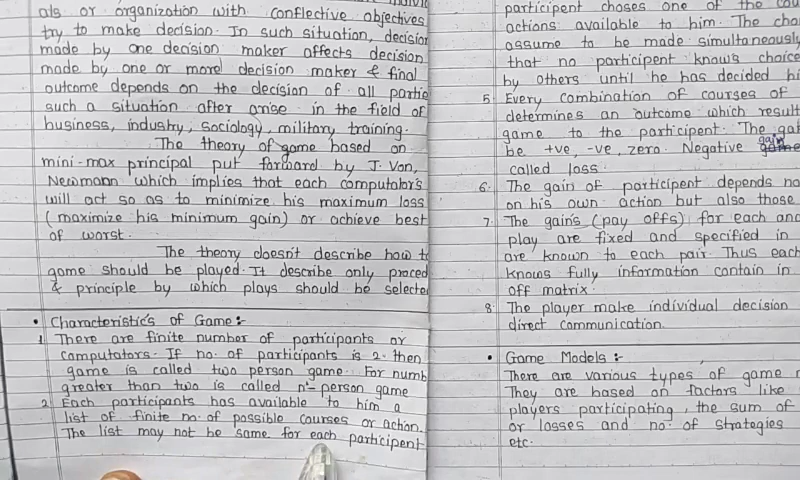 als or organization with conflective objectives
try to make decision. In such situation, decision
made by one decision maker affects decision
made by one or more decision maker & final
outcome depends on the decision of all partie
such a situation after arise in the field of
business, industry, sociology, military training.
The theory of game based on
mini-max principal put forward by J. Von,
Newmann which implies that each computators
will act so as to minimize his maximum loss
(maximize his minimum gain) or achieve best
of worst.
The theory doesn't describe how to
game should be played. It describe only proced
& principle by which plays should be selecte
• Characteristic's of Game :-
1. There are finite number of participants or
Computators. If no. of participants is 2. then
game is called two person game. For numb
greater than two is called n- person game
2. Each participants has available to him a
list of finite no. of possible Courses or action.
The list may not be same for each participent
participent choses one of the cou
actions available to him. The cho
assume to be made simultaneously
that no participent knows choice
by others until he has decided hi
5. Every Combination of Courses of
determines an outcome which result
game to the participent. The gai
be +ve, -ve, zero. Negative gain
called loss.
6. The gain of participent depends no
on his own action but also those
7. The gains (pay offs) for each and
play are fixed and specified in
are known to each pair. Thus each
knows fully information contain in
off matrix.
8. The player make individual decision
direct communication.
• Game Models :-
There are various types of game
They are based on factors like
players participating, the sum of
or losses and no. of strategies
etc.